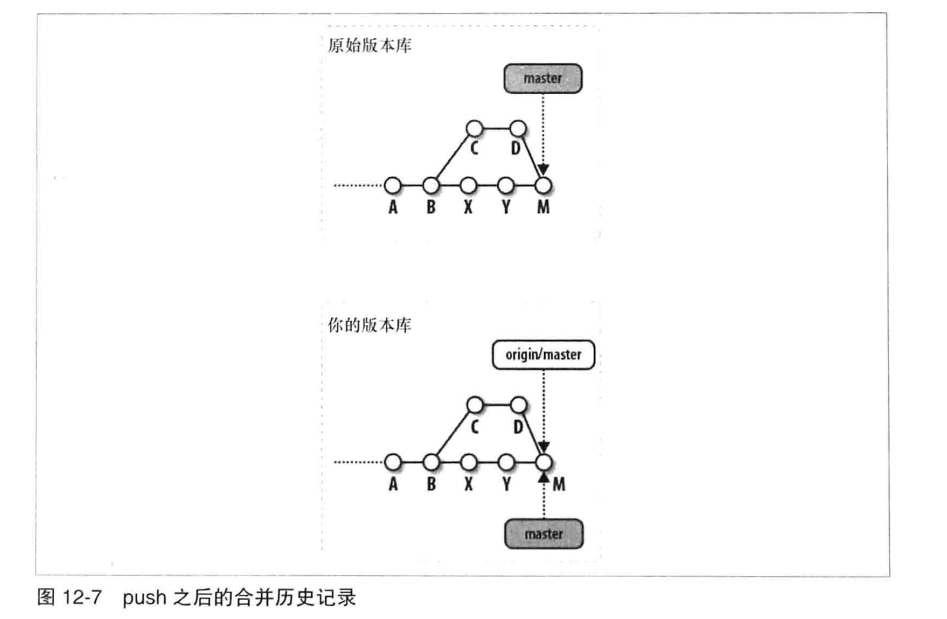 原始版本库
master
C D
A B X Y M
你的版本库
origin/master
C D
A B X Y M
master
图 12-7 push 之后的合并历史记录